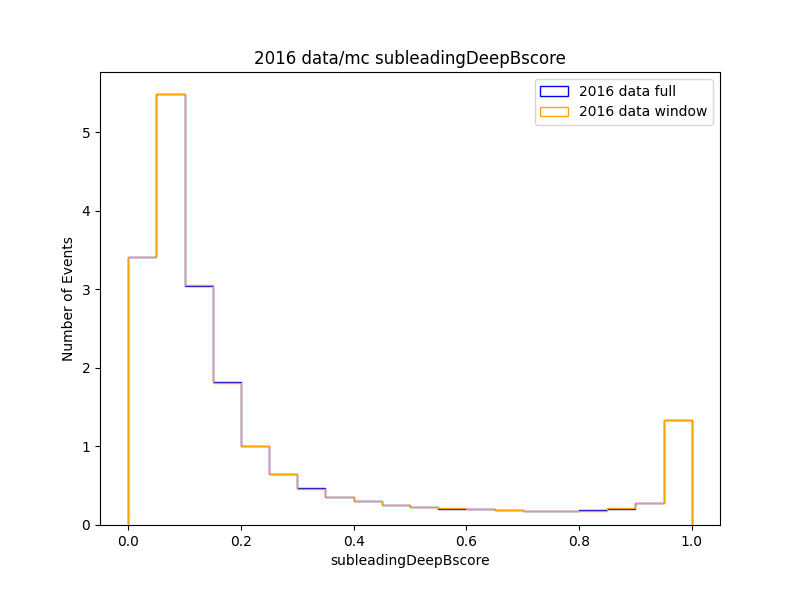 2016 data/mc subleadingDeepBscore
2016 data full
2016 data window
Number of Events
5
4
3
2
1
0
0.0 0.2 0.4 0.6 0.8 1.0
subleadingDeepBscore